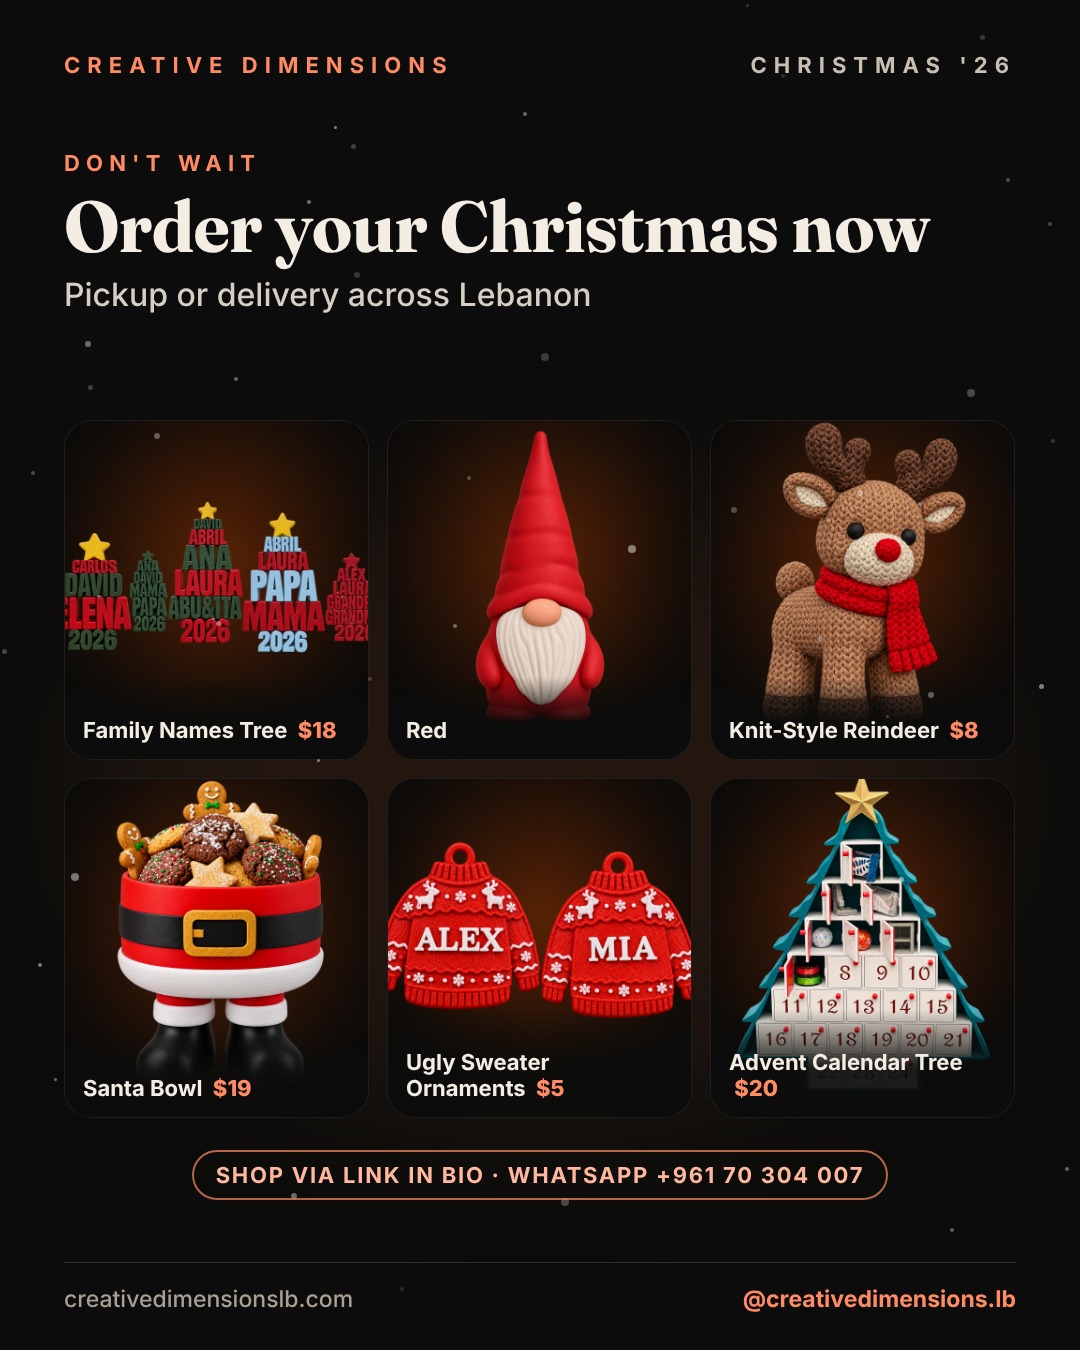 CREATIVE DIMENSIONS
CHRISTMAS '26
DON'T WAIT
Order your Christmas now
Pickup or delivery across Lebanon
CARLOS
DAVID
ELENA
2026
ANA
DAVID
MAMA
PAPA
2026
DAVID
ABRIL
ANA
LAURA
2026
ABRIL
LAURA
PAPA
MAMA
2026
ALEX
LAURA
Family Names Tree $18
Red
Knit-Style Reindeer $8
Santa Bowl $19
ALEX
MIA
Ugly Sweater
Ornaments $5
8 9 10
11 12 13 14 15
16 17 18 19 20 21
Advent Calendar Tree
$20
SHOP VIA LINK IN BIO · WHATSAPP +961 70 304 007
creativedimensionslb.com
@creativedimensions.lb